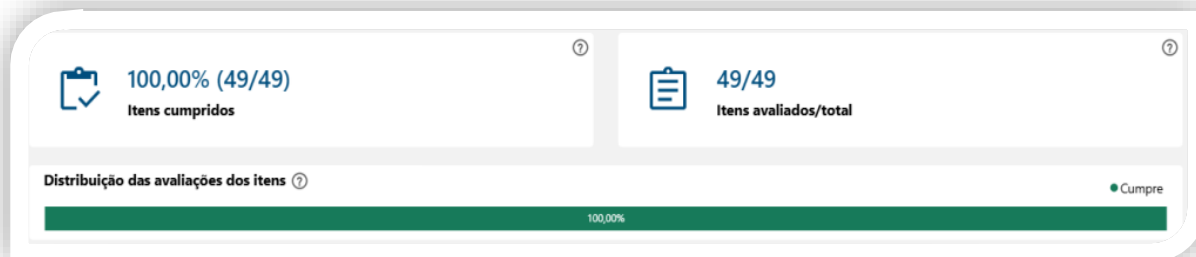 100,00% (49/49)
Itens cumpridos
49/49
Itens avaliados/total
Distribuição das avaliações dos itens
Cumpre
100,00%